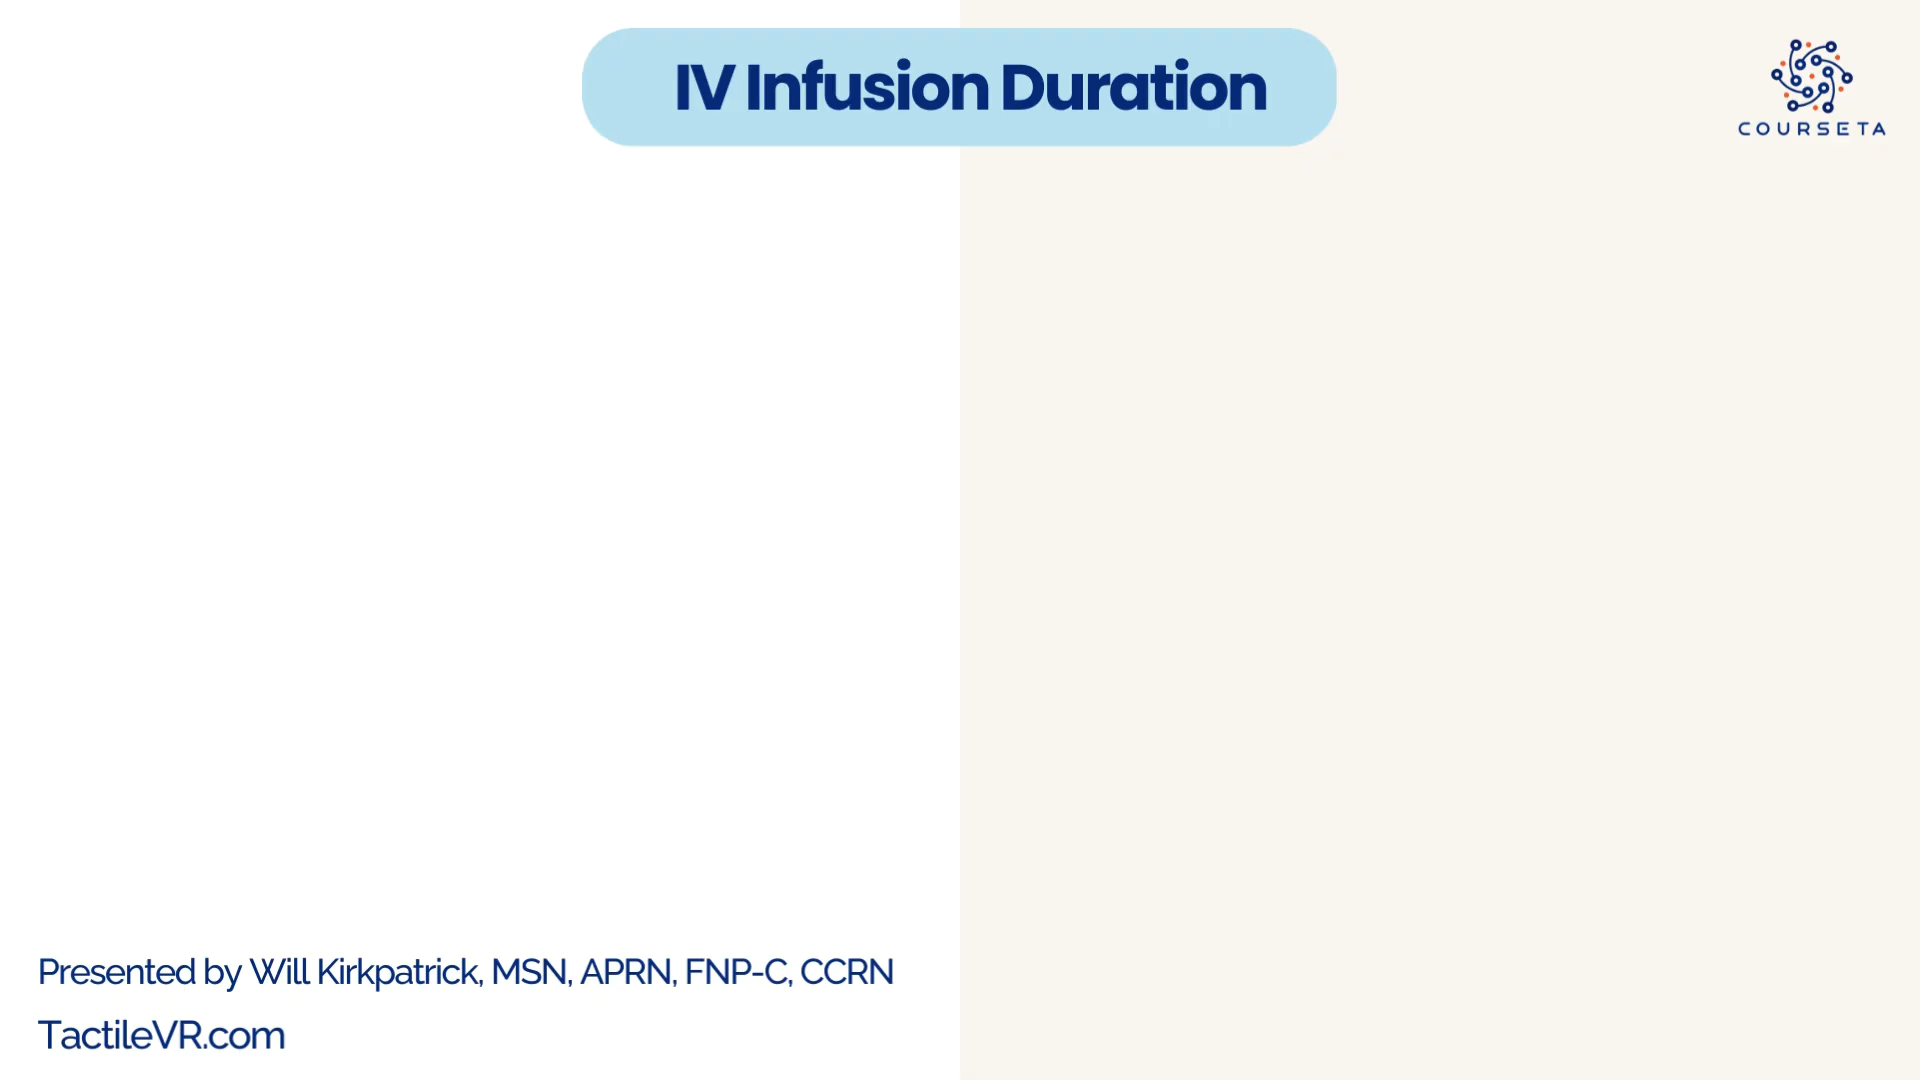 IV Infusion Duration
COURSETA
Presented by Will Kirkpatrick, MSN, APRN, FNP-C, CCRN
TactileVR.com